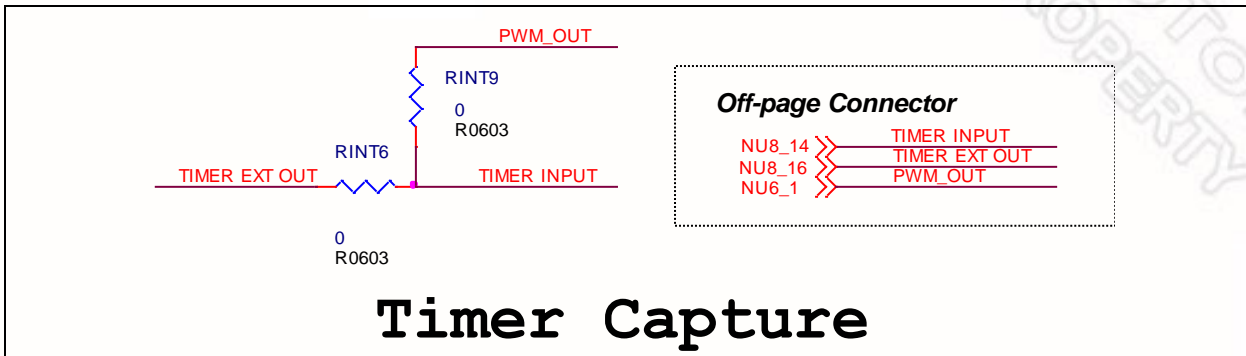 PWM_OUT
RINT9
0
R0603
RINT6
TIMER EXT OUT
TIMER INPUT
0
R0603
Off-page Connector
NU8_14 TIMER INPUT
NU8_16 TIMER EXT OUT
NU6_1 PWM_OUT
Timer Capture